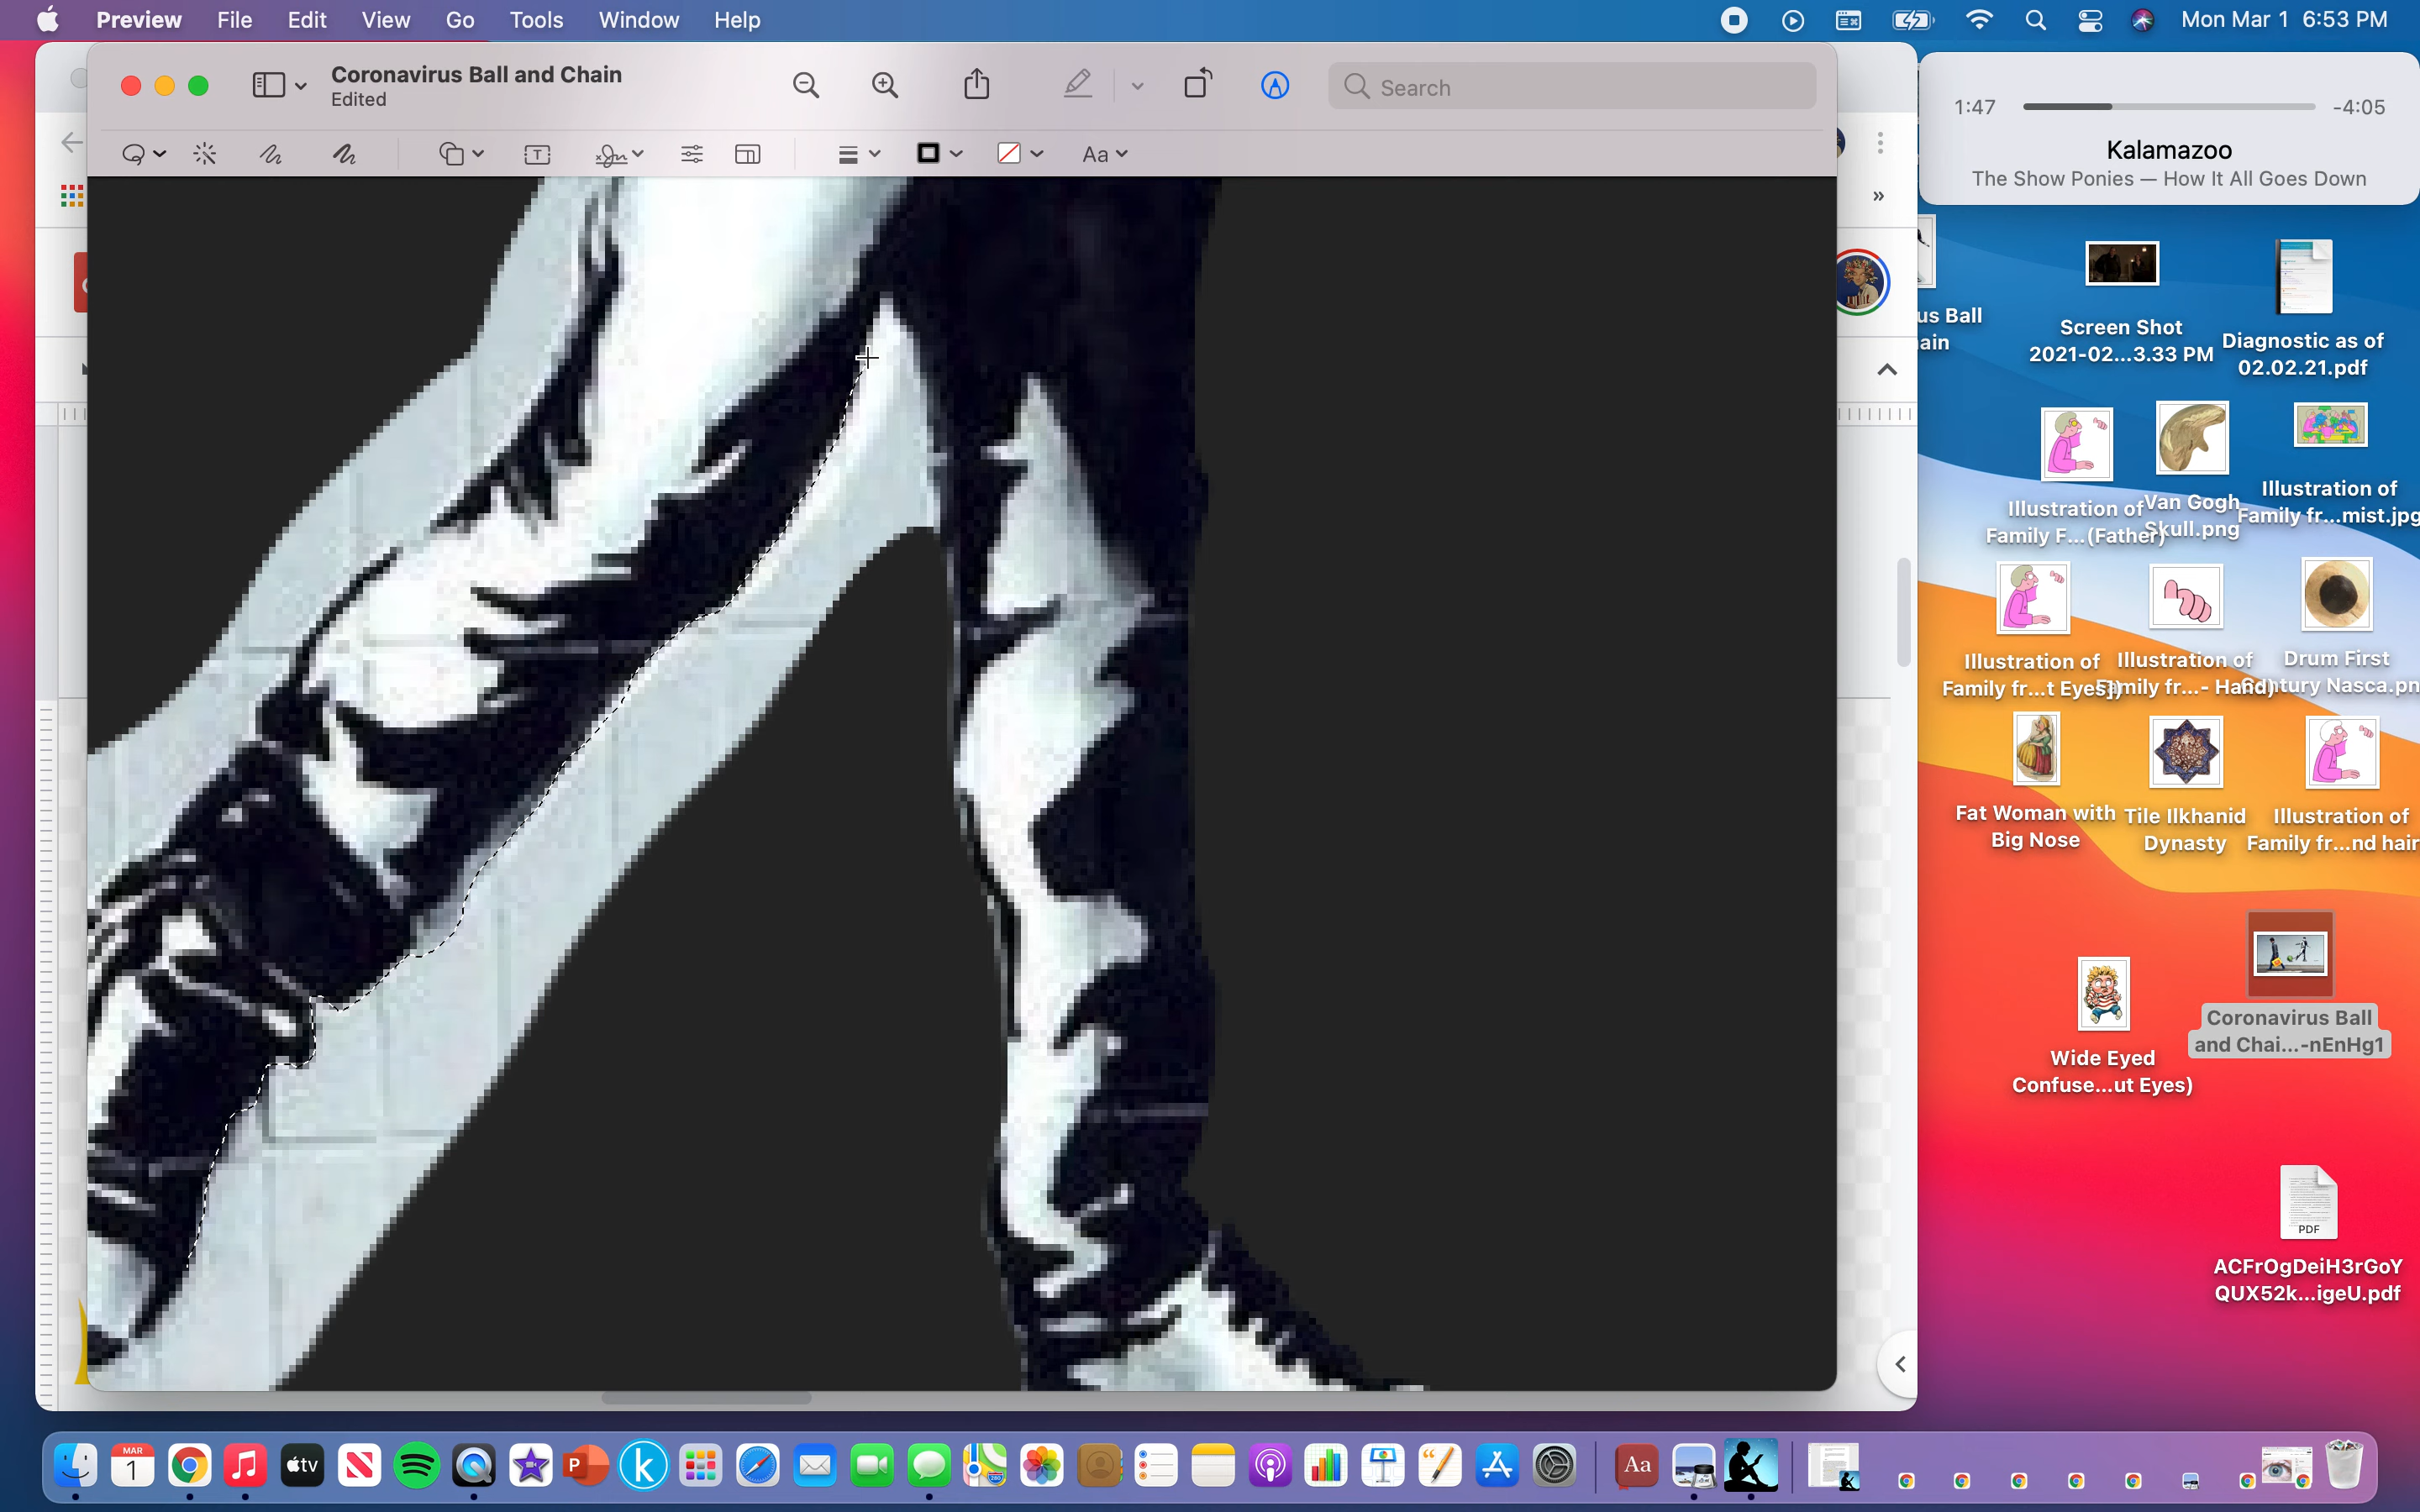 Preview File Edit View Go Tools Window Help
Mon Mar 1 6:53 PM
Coronavirus Ball and Chain
Edited
Search
T
Aa
1:47
-4:05
Kalamazoo
The Show Ponies — How It All Goes Down
us Ball
ain
Screen Shot
2021-02...3.33 PM
Diagnostic as of
02.02.21.pdf
Illustration of
Family F...(Father)
Van Gogh
Skull.png
Illustration of
Family fr...mist.jpg
Illustration of
Family fr...t Eyes])
Illustration of
Family fr...- Hand)
Drum First
Century Nasca.pn
Fat Woman with
Big Nose
Tile Ilkhanid
Dynasty
Illustration of
Family fr...nd hair
Wide Eyed
Confuse...ut Eyes)
Coronavirus Ball
and Chai...-nEnHg1
PDF
ACFrOgDeiH3rGoY
QUX52k...igeU.pdf
MAR
1
tv
P
k
280
Aa